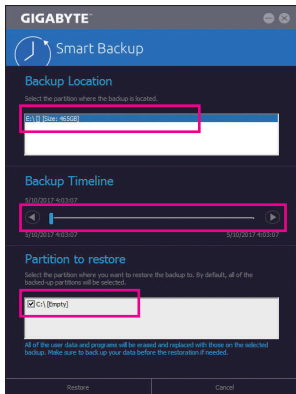 GIGABYTE™
Smart Backup
Backup Location
Select the partition where the backup is located.
E:\ [] [Size: 465GB]
Backup Timeline
5/10/2017 4:03:07
5/10/2017 4:03:07 5/10/2017 4:03:07
Partition to restore
Select the partition where you want to restore the backup to. By default, all of the
backed-up partitions will be selected.
C:\ [Empty]
All of the user data and programs will be erased and replaced with those on the selected
backup. Make sure to back up your data before the restoration if needed.
Restore Cancel